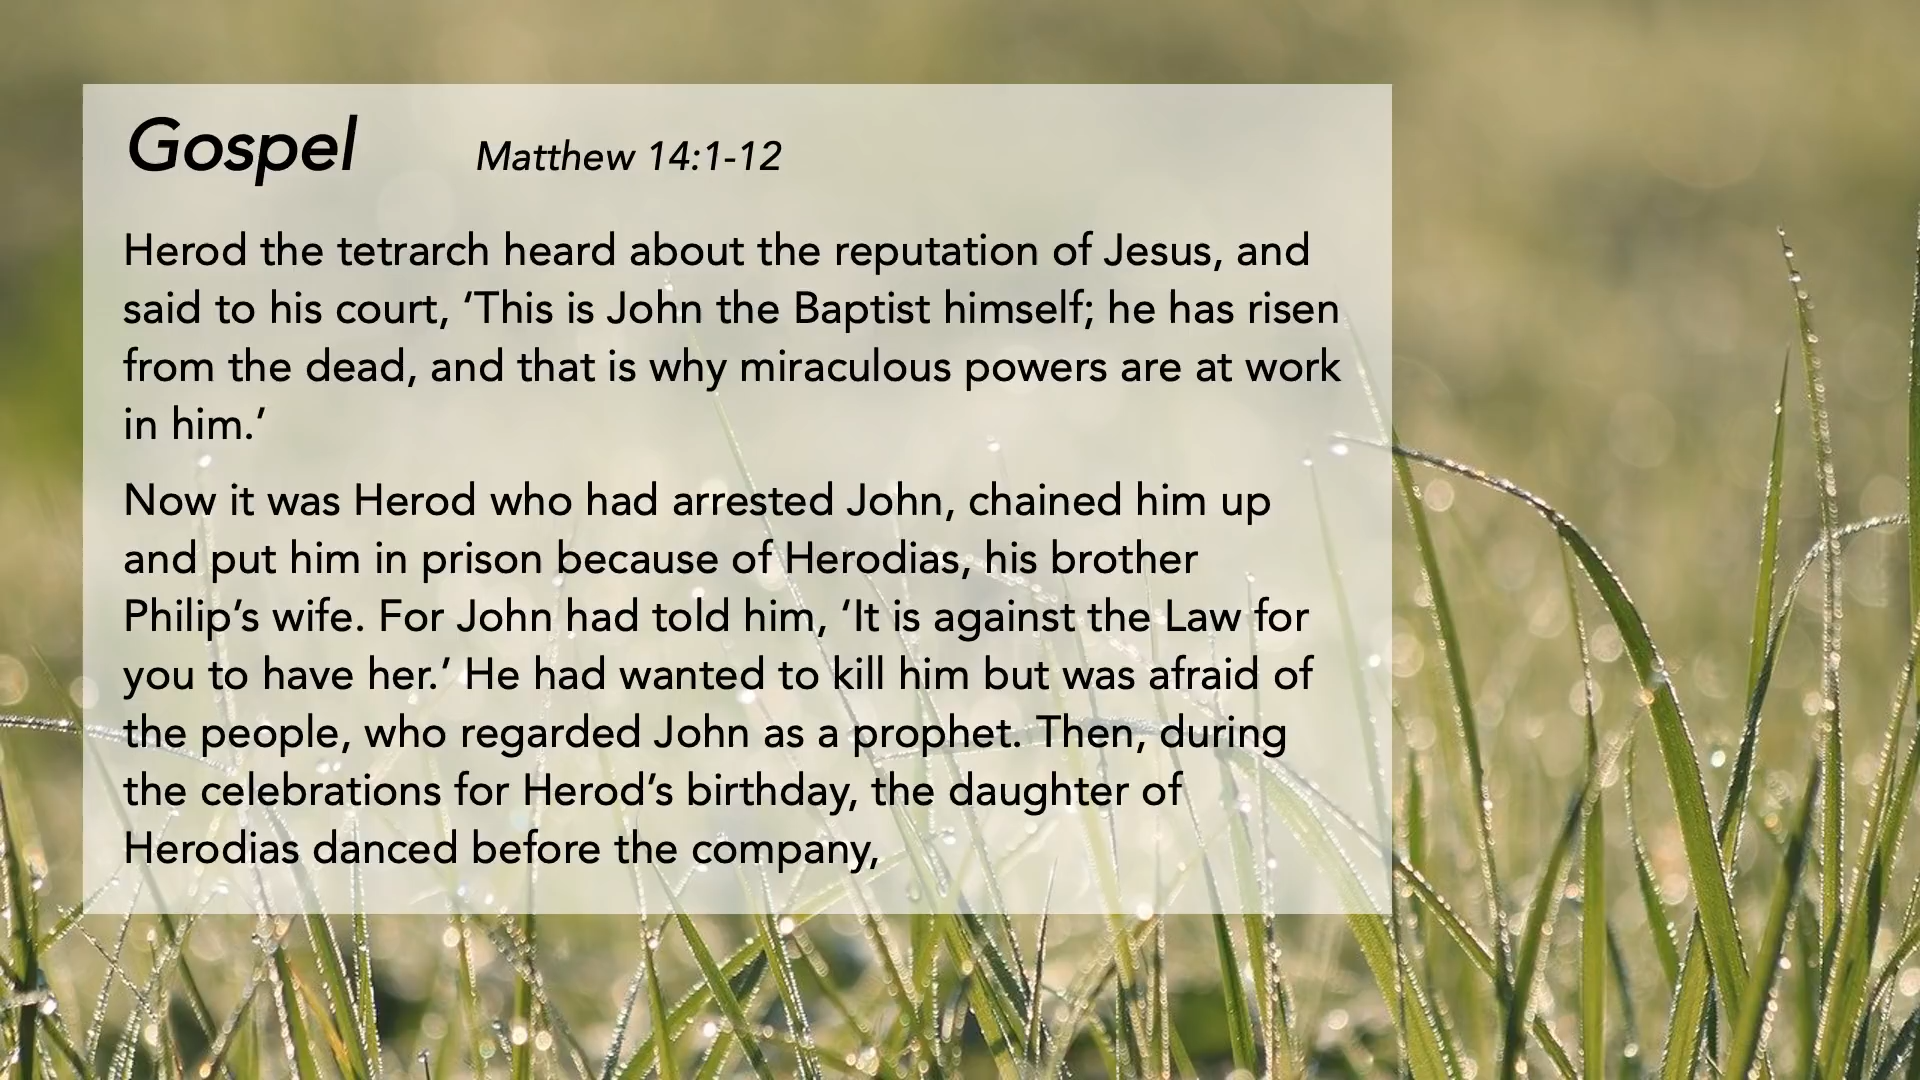 Gospel Matthew 14:1-12
Herod the tetrarch heard about the reputation of Jesus, and
said to his court, ‘This is John the Baptist himself; he has risen
from the dead, and that is why miraculous powers are at work
in him.’
Now it was Herod who had arrested John, chained him up
and put him in prison because of Herodias, his brother
Philip’s wife. For John had told him, ‘It is against the Law for
you to have her.’ He had wanted to kill him but was afraid of
the people, who regarded John as a prophet. Then, during
the celebrations for Herod’s birthday, the daughter of
Herodias danced before the company,